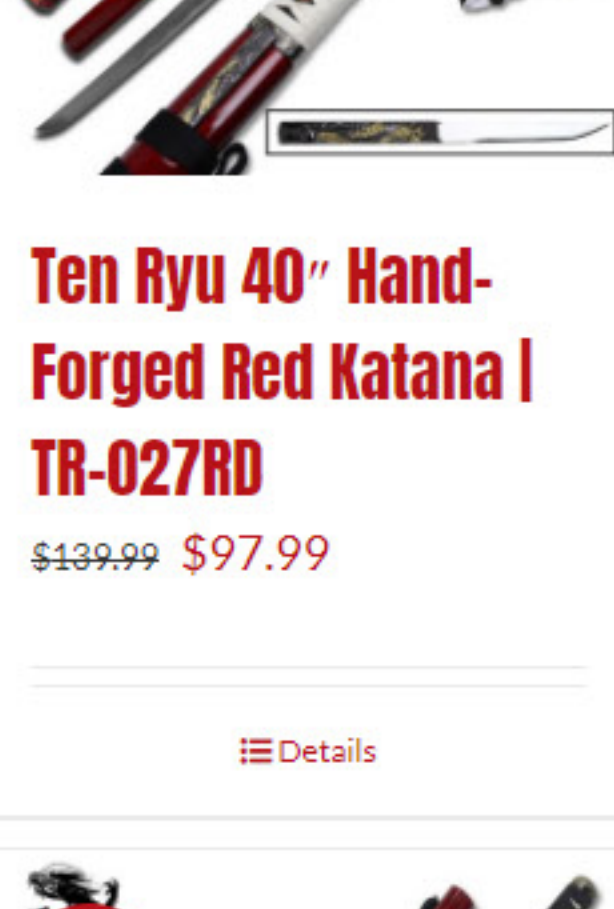 Ten Ryu 40″ Hand-
Forged Red Katana |
TR-027RD
$139.99 $97.99
Details